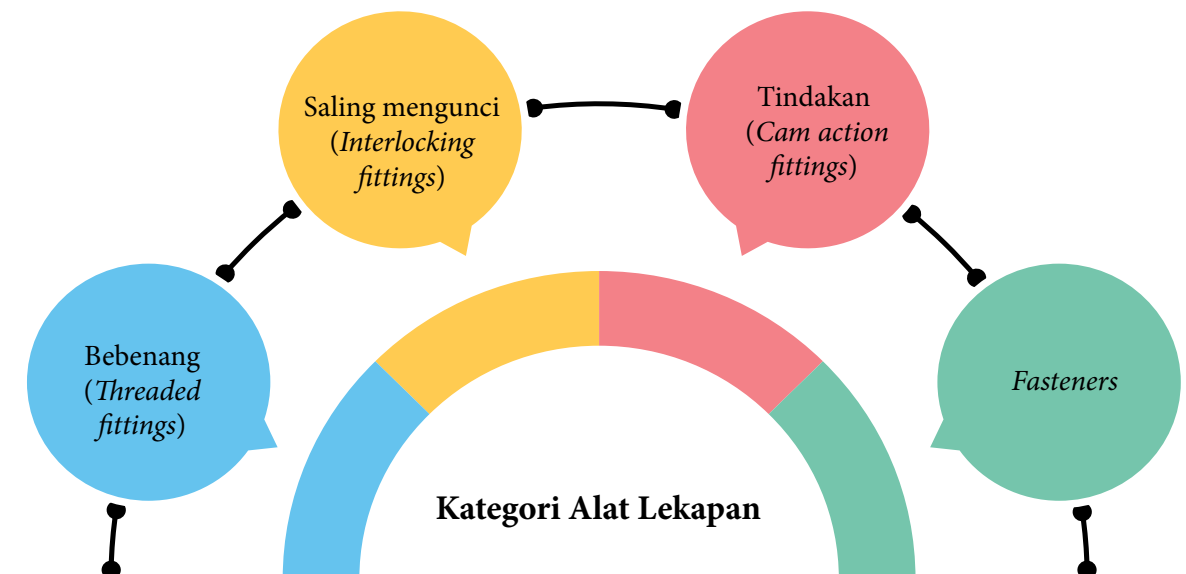 Saling mengunci
(Interlocking
fittings)
Tindakan
(Cam action
fittings)
Bebenang
(Threaded
fittings)
Fasteners
Kategori Alat Lekapan